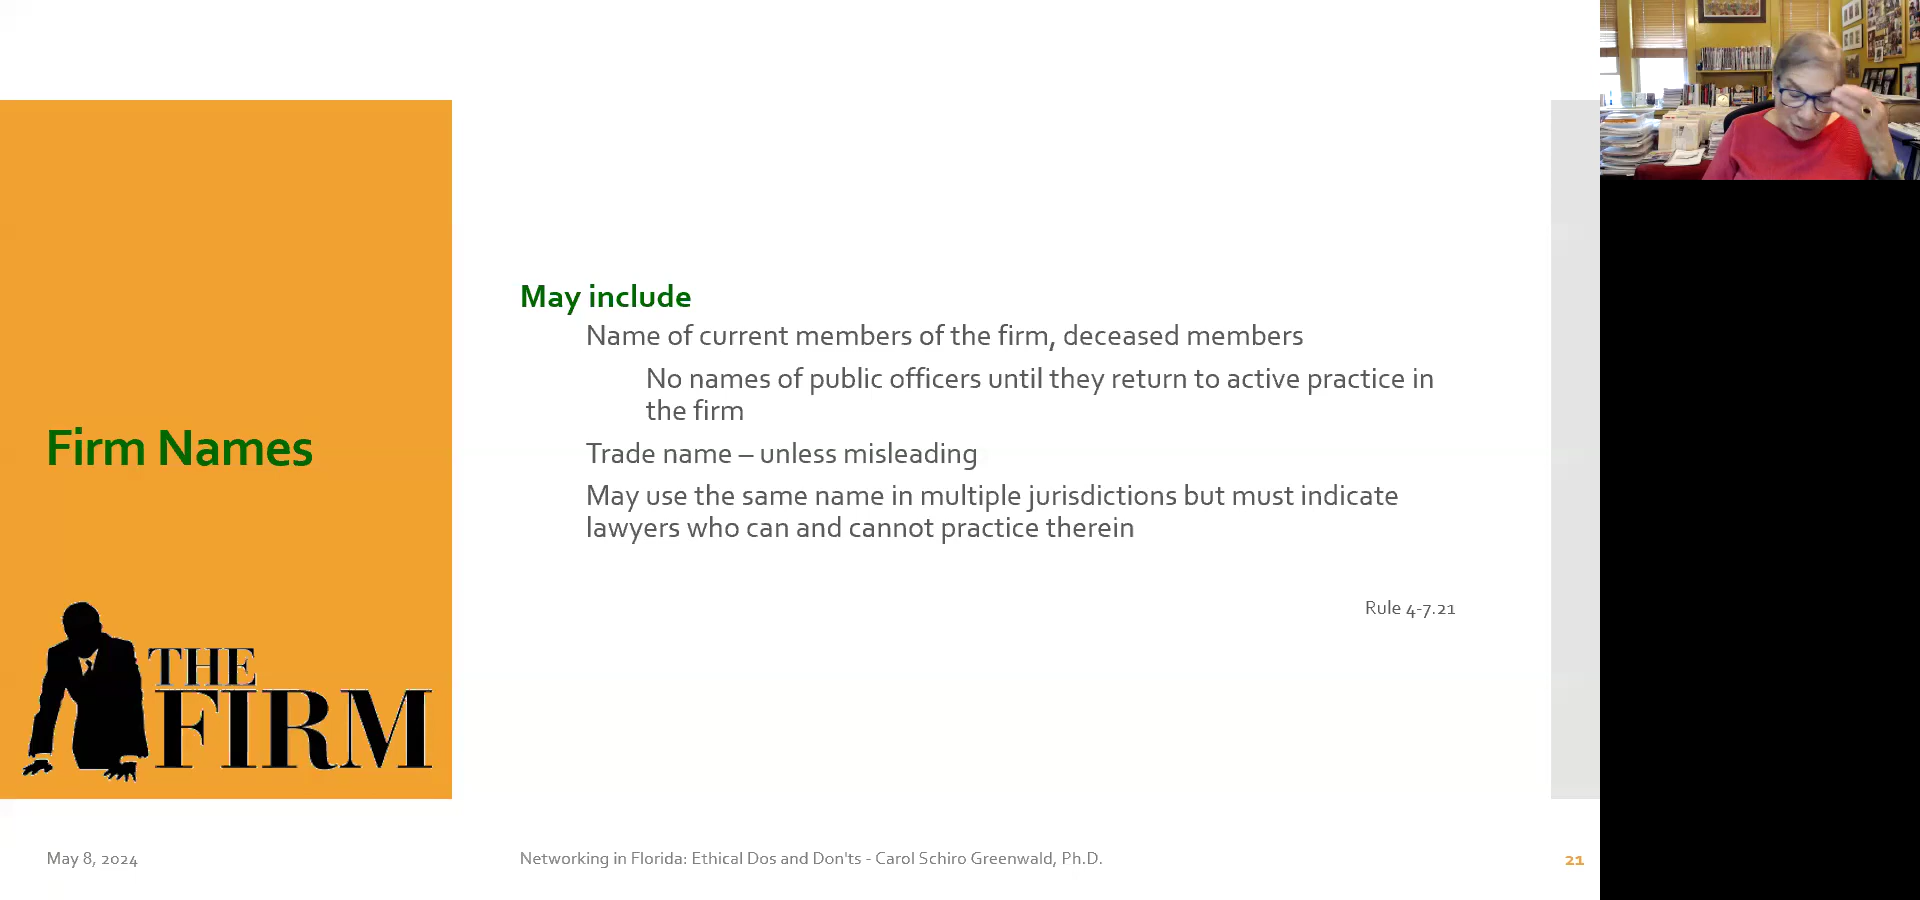 May include
Name of current members of the firm, deceased members
No names of public officers until they return to active practice in
the firm
Firm Names
Trade name – unless misleading
May use the same name in multiple jurisdictions but must indicate
lawyers who can and cannot practice therein
Rule 4-7.21
THE
FIRM
May 8, 2024
Networking in Florida: Ethical Dos and Don'ts - Carol Schiro Greenwald, Ph.D.
21